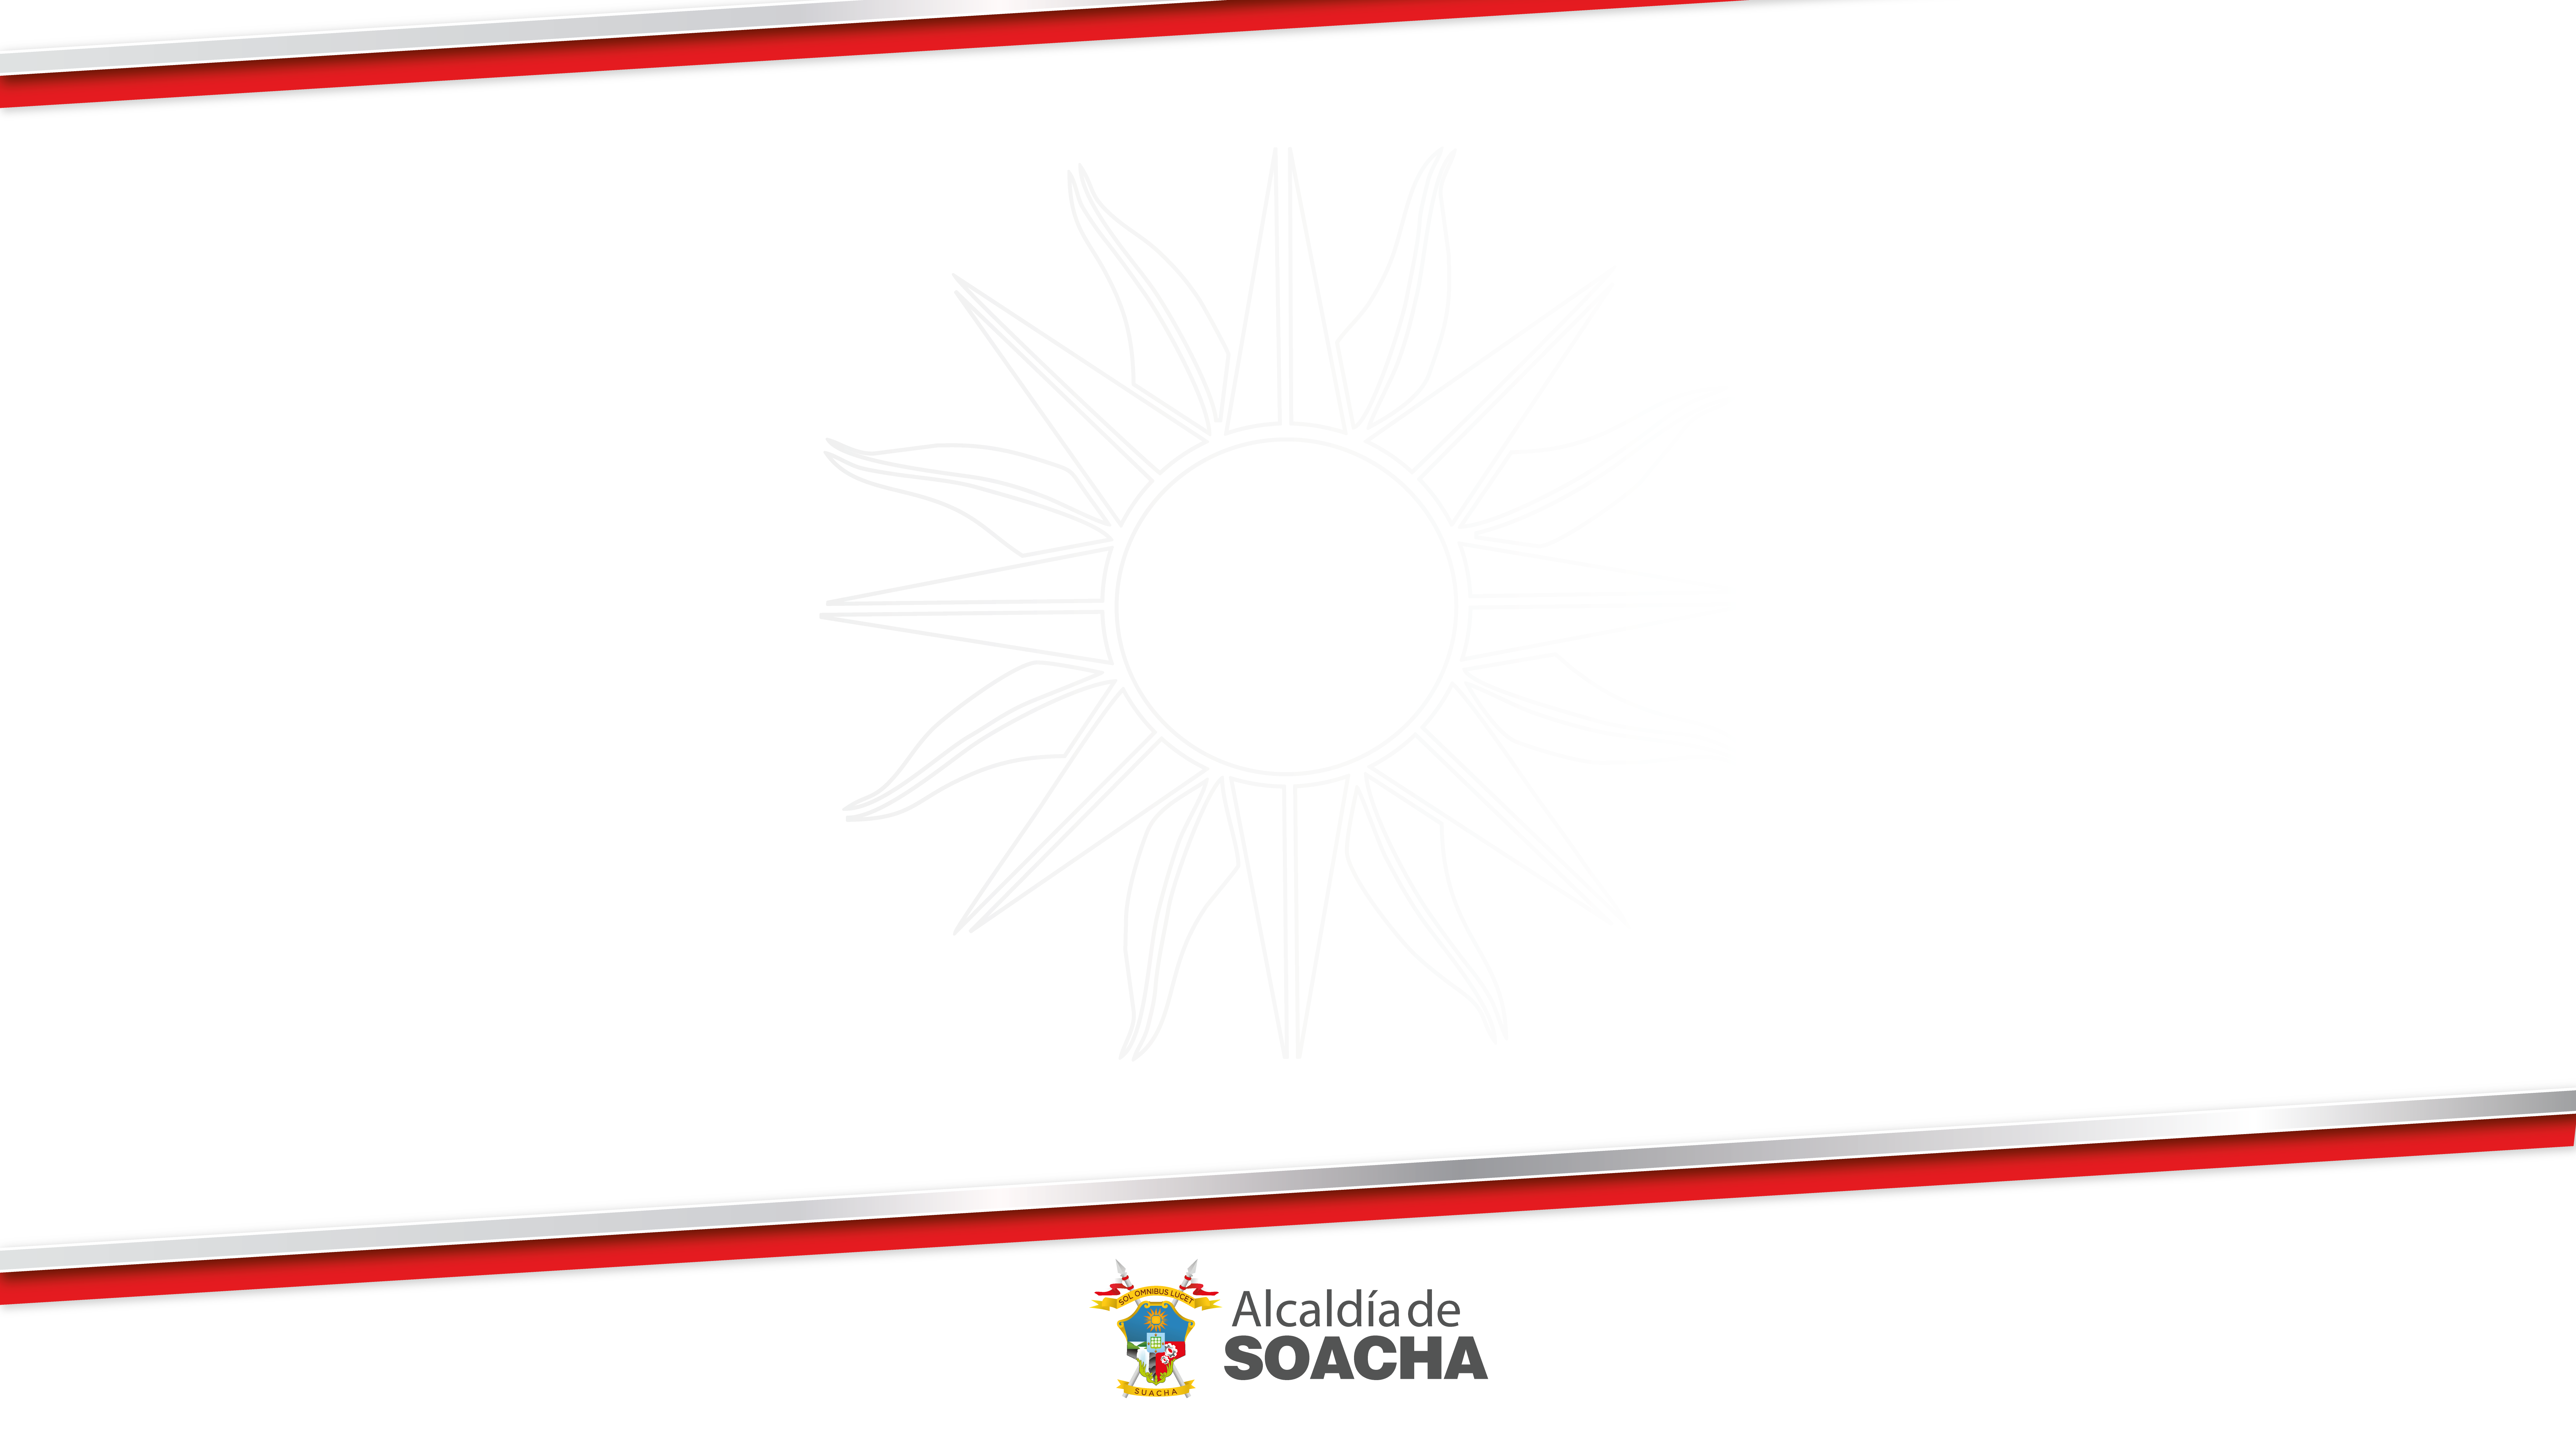 SOL OMNIBUS LUCET
SUACHA
Alcaldía de
SOACHA